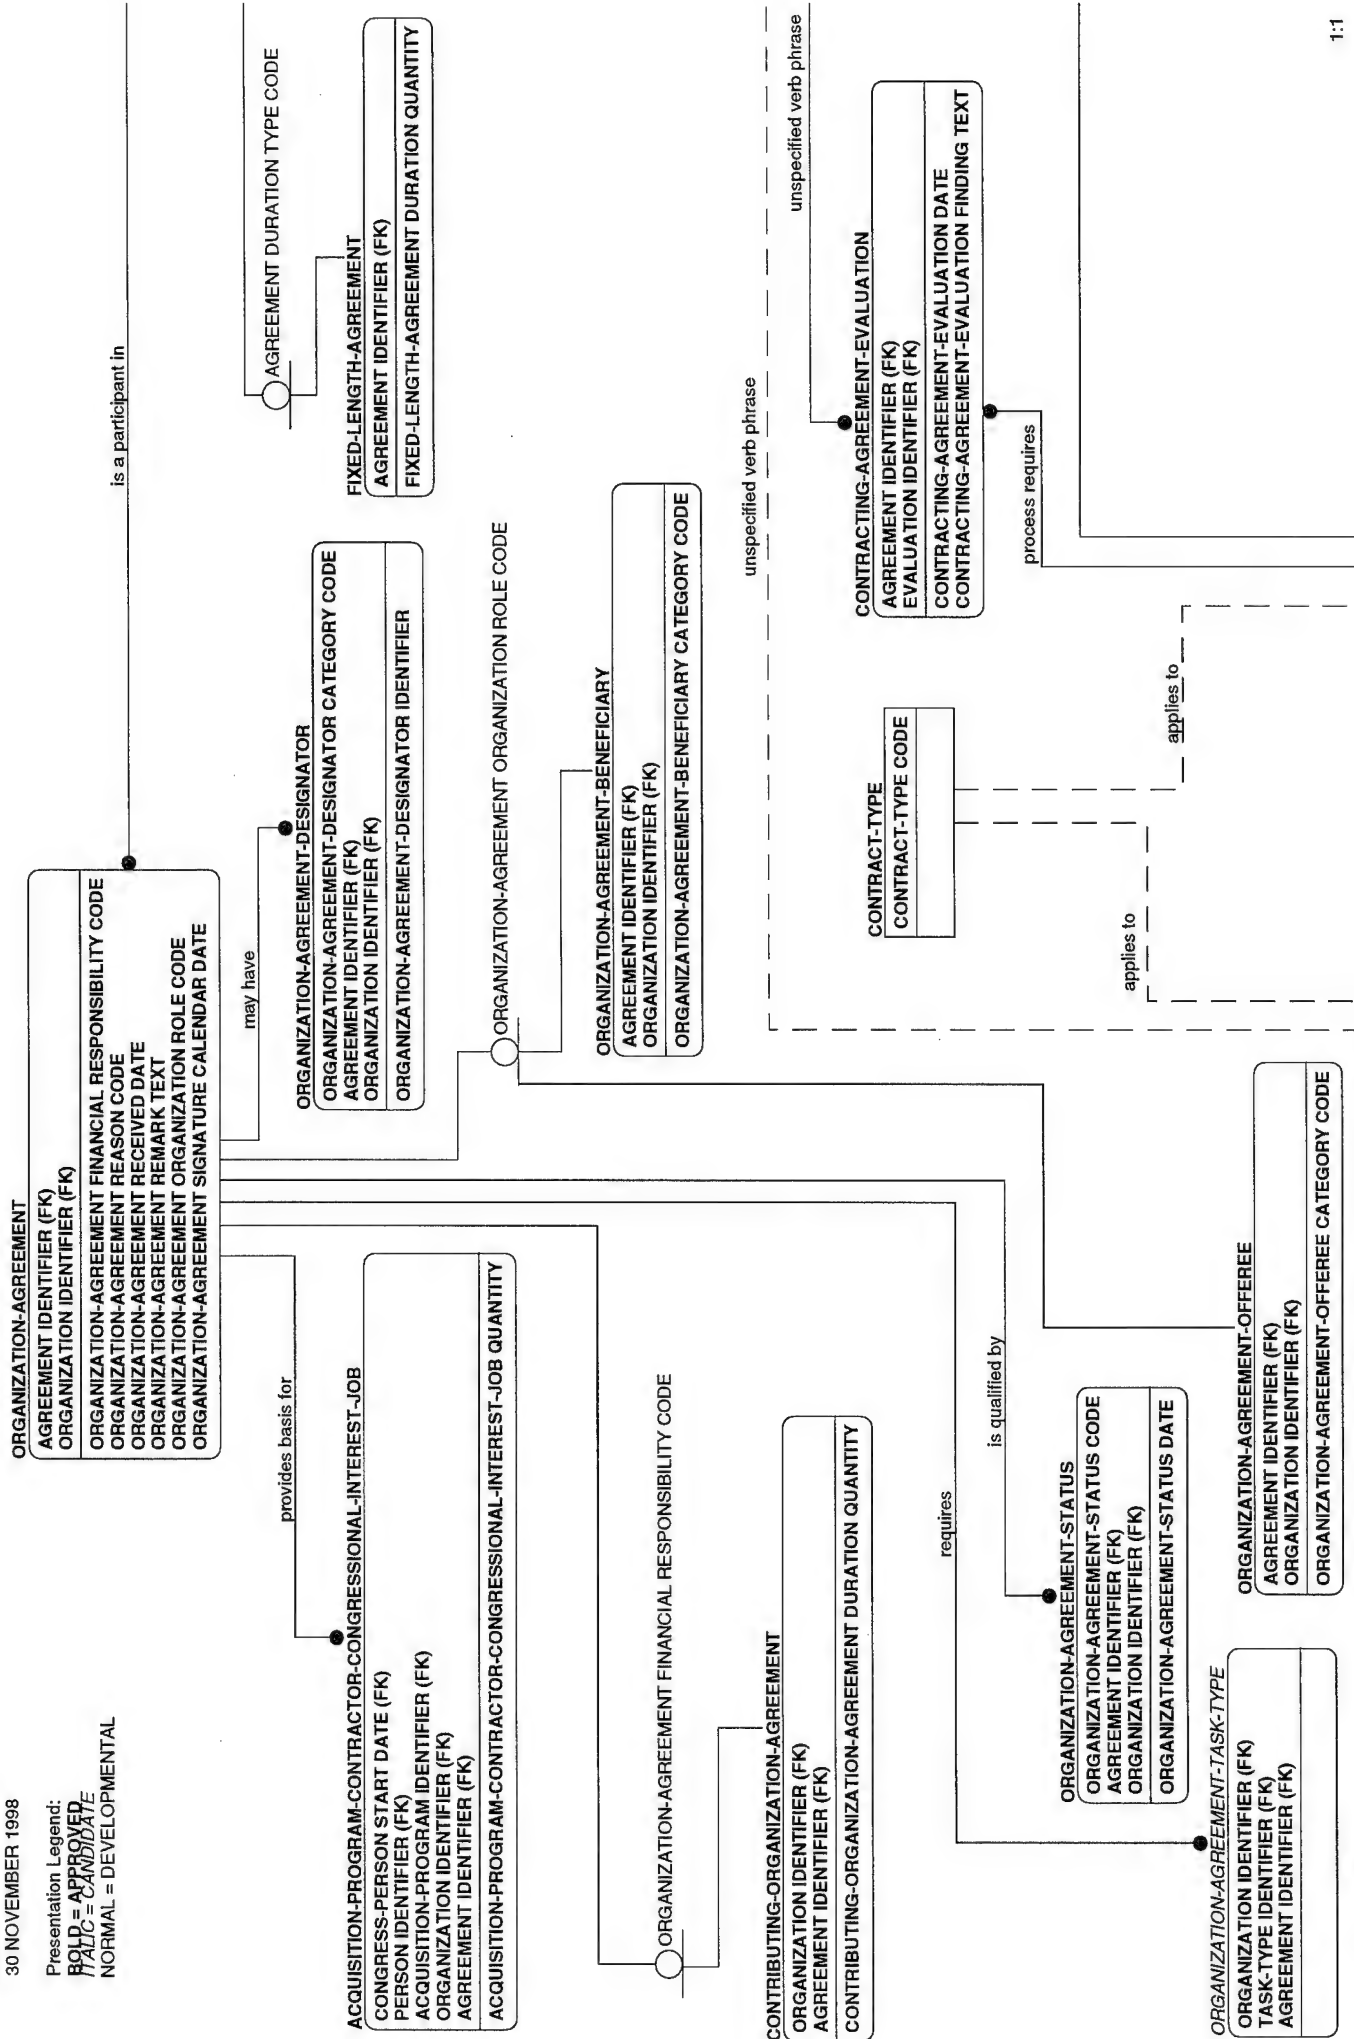 30 NOVEMBER 1998
Presentation Legend:
BOLD = APPROVED
ITALIC = CANDIDATE
NORMAL = DEVELOPMENTAL
ORGANIZATION-AGREEMENT
AGREEMENT IDENTIFIER (FK)
ORGANIZATION IDENTIFIER (FK)
ORGANIZATION-AGREEMENT FINANCIAL RESPONSIBILITY CODE
ORGANIZATION-AGREEMENT REASON CODE
ORGANIZATION-AGREEMENT RECEIVED DATE
ORGANIZATION-AGREEMENT REMARK TEXT
ORGANIZATION-AGREEMENT ORGANIZATION ROLE CODE
ORGANIZATION-AGREEMENT SIGNATURE CALENDAR DATE
is a participant in
provides basis for
may have
AGREEMENT DURATION TYPE CODE
ACQUISITION-PROGRAM-CONTRACTOR-CONGRESSIONAL-INTEREST-JOB
CONGRESS-PERSON START DATE (FK)
PERSON IDENTIFIER (FK)
ACQUISITION-PROGRAM IDENTIFIER (FK)
ORGANIZATION IDENTIFIER (FK)
AGREEMENT IDENTIFIER (FK)
ACQUISITION-PROGRAM-CONTRACTOR-CONGRESSIONAL-INTEREST-JOB QUANTITY
ORGANIZATION-AGREEMENT-DESIGNATOR
ORGANIZATION-AGREEMENT-DESIGNATOR CATEGORY CODE
AGREEMENT IDENTIFIER (FK)
ORGANIZATION IDENTIFIER (FK)
ORGANIZATION-AGREEMENT-DESIGNATOR IDENTIFIER
FIXED-LENGTH-AGREEMENT
AGREEMENT IDENTIFIER (FK)
FIXED-LENGTH-AGREEMENT DURATION QUANTITY
ORGANIZATION-AGREEMENT ORGANIZATION ROLE CODE
ORGANIZATION-AGREEMENT-BENEFICIARY
AGREEMENT IDENTIFIER (FK)
ORGANIZATION IDENTIFIER (FK)
ORGANIZATION-AGREEMENT-BENEFICIARY CATEGORY CODE
ORGANIZATION-AGREEMENT FINANCIAL RESPONSIBILITY CODE
CONTRIBUTING-ORGANIZATION-AGREEMENT
ORGANIZATION IDENTIFIER (FK)
AGREEMENT IDENTIFIER (FK)
CONTRIBUTING-ORGANIZATION-AGREEMENT DURATION QUANTITY
unspecified verb phrase
unspecified verb phrase
CONTRACTING-AGREEMENT-EVALUATION
AGREEMENT IDENTIFIER (FK)
EVALUATION IDENTIFIER (FK)
CONTRACTING-AGREEMENT-EVALUATION DATE
CONTRACTING-AGREEMENT-EVALUATION FINDING TEXT
CONTRACT-TYPE
CONTRACT-TYPE CODE
requires
is qualified by
process requires
applies to
applies to
ORGANIZATION-AGREEMENT-STATUS
ORGANIZATION-AGREEMENT-STATUS CODE
AGREEMENT IDENTIFIER (FK)
ORGANIZATION IDENTIFIER (FK)
ORGANIZATION-AGREEMENT-STATUS DATE
ORGANIZATION-AGREEMENT-TASK-TYPE
ORGANIZATION IDENTIFIER (FK)
TASK-TYPE IDENTIFIER (FK)
AGREEMENT IDENTIFIER (FK)
ORGANIZATION-AGREEMENT-OFFEREE
AGREEMENT IDENTIFIER (FK)
ORGANIZATION IDENTIFIER (FK)
ORGANIZATION-AGREEMENT-OFFEREE CATEGORY CODE
1:1